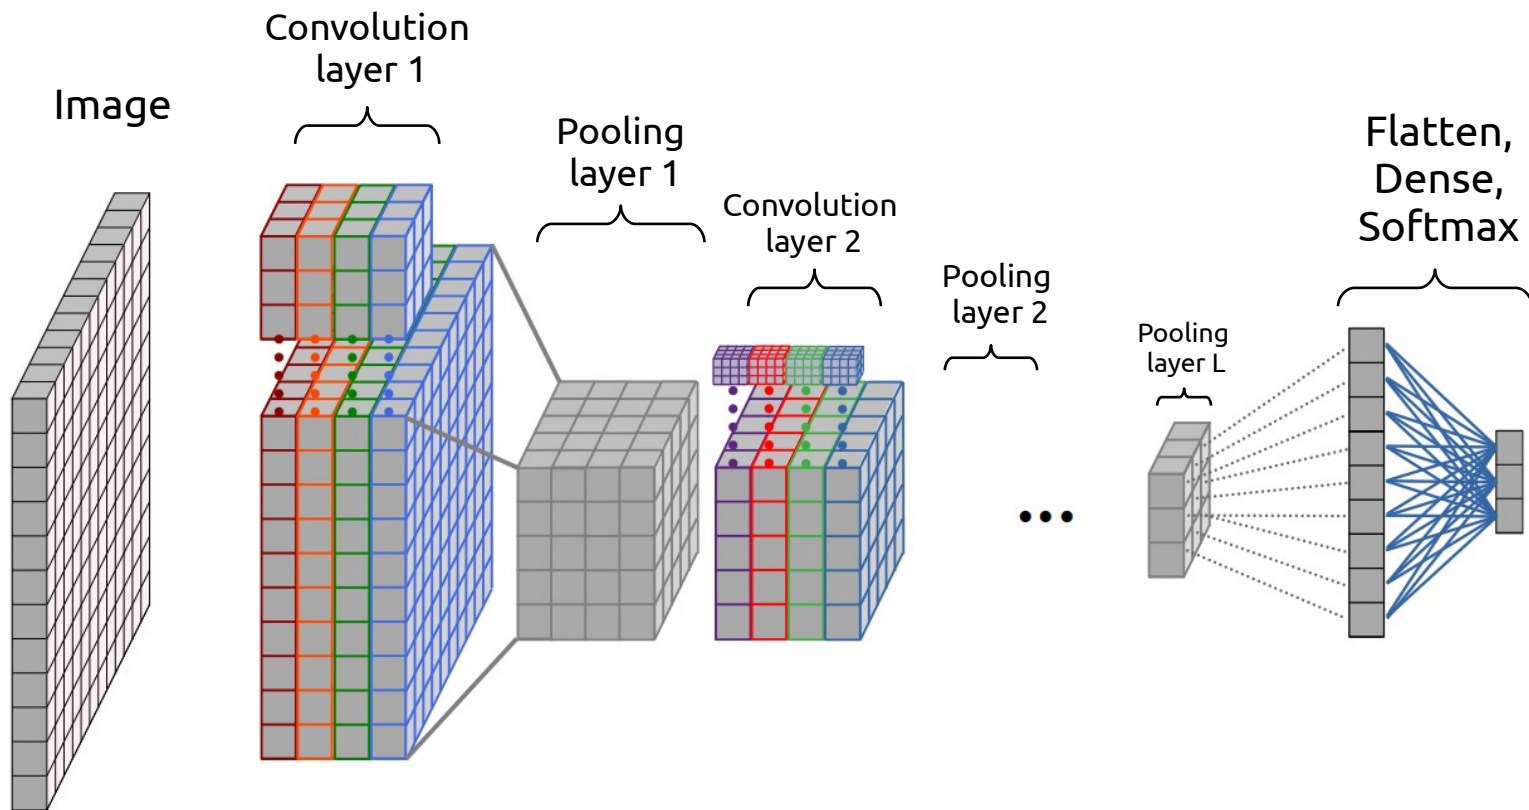 Image
Convolution
layer 1
Pooling
layer 1
Convolution
layer 2
Pooling
layer 2
•••
Pooling
layer L
Flatten,
Dense,
Softmax